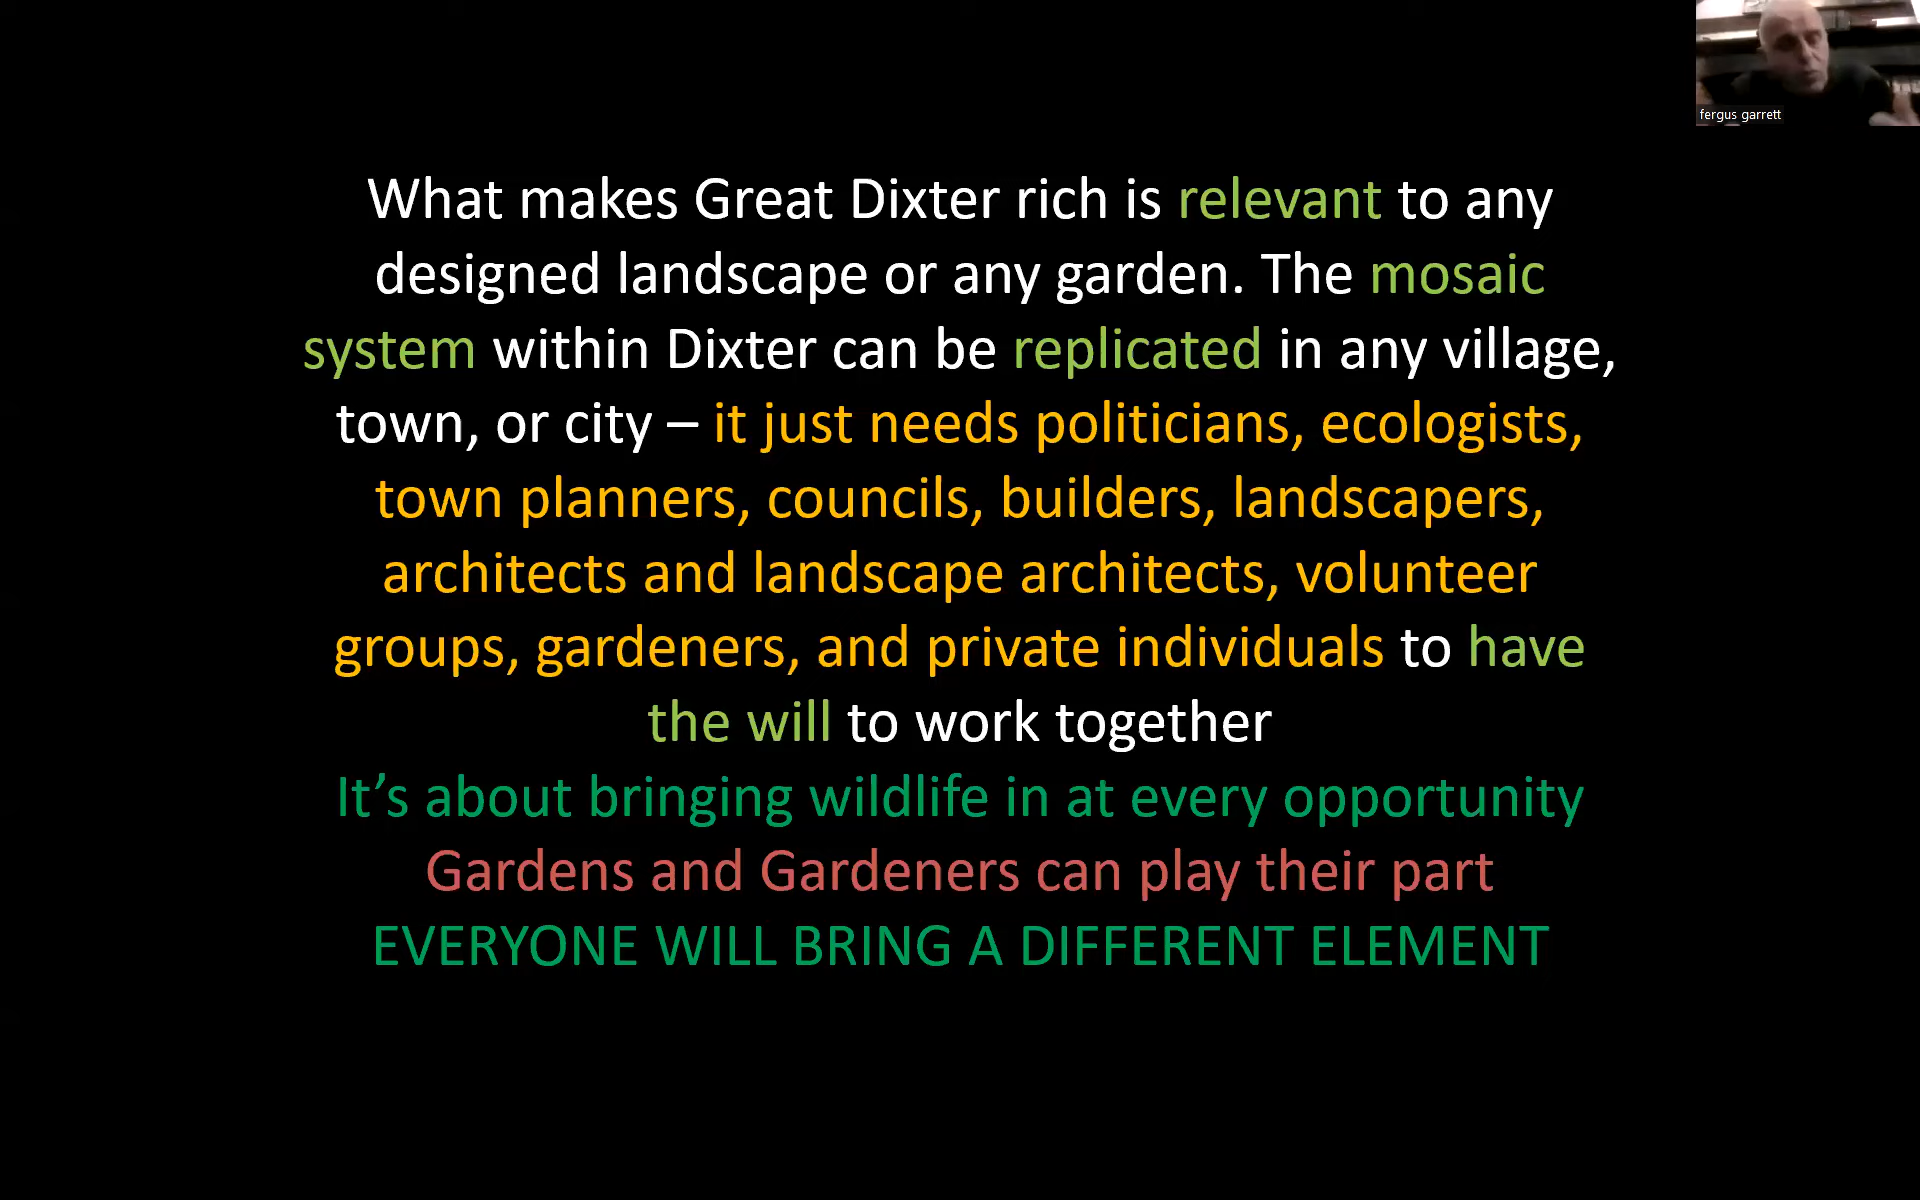 fergus garrett
What makes Great Dixter rich is relevant to any
designed landscape or any garden. The mosaic
system within Dixter can be replicated in any village,
town, or city – it just needs politicians, ecologists,
town planners, councils, builders, landscapers,
architects and landscape architects, volunteer
groups, gardeners, and private individuals to have
the will to work together
It’s about bringing wildlife in at every opportunity
Gardens and Gardeners can play their part
EVERYONE WILL BRING A DIFFERENT ELEMENT